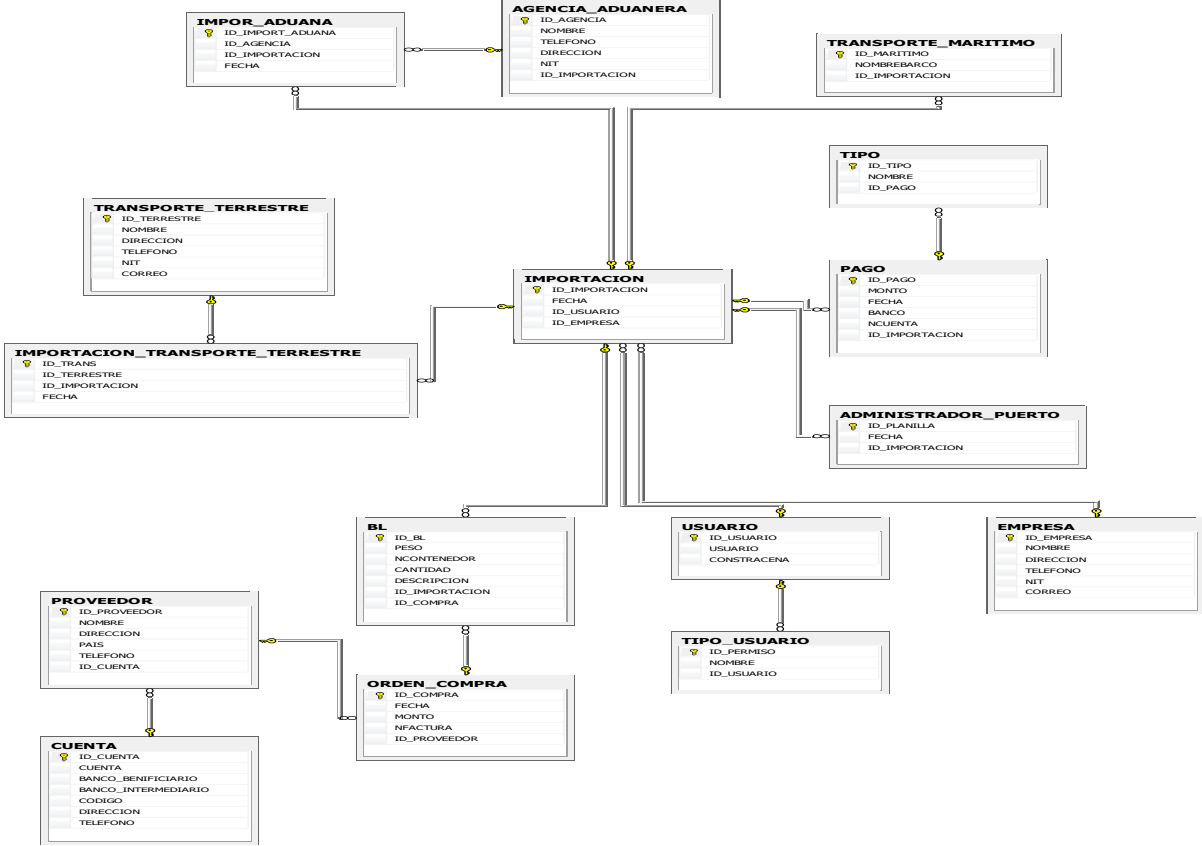 IMPOR_ADUANA
ID_IMPORT_ADUANA
ID_AGENCIA
ID_IMPORTACION
FECHA
AGENCIA_ADUANERA
ID_AGENCIA
NOMBRE
TELEFONO
DIRECCION
NIT
ID_IMPORTACION
TRANSPORTE_MARITIMO
ID_MARITIMO
NOMBREBARCO
ID_IMPORTACION
TIPO
ID_TIPO
NOMBRE
ID_PAGO
TRANSPORTE_TERRESTRE
ID_TERRESTRE
NOMBRE
DIRECCION
TELEFONO
NIT
CORREO
IMPORTACION
ID_IMPORTACION
FECHA
ID_USUARIO
ID_EMPRESA
PAGO
ID_PAGO
MONTO
FECHA
BANCO
NCUENTA
ID_IMPORTACION
IMPORTACION_TRANSPORTE_TERRESTRE
ID_TRANS
ID_TERRESTRE
ID_IMPORTACION
FECHA
ADMINISTRADOR_PUERTO
ID_PLANILLA
FECHA
ID_IMPORTACION
BL
ID_BL
PESO
NCONTENEDOR
CANTIDAD
DESCRIPCION
ID_IMPORTACION
ID_COMPRA
USUARIO
ID_USUARIO
USUARIO
CONSTRACENA
EMPRESA
ID_EMPRESA
NOMBRE
DIRECCION
TELEFONO
NIT
CORREO
PROVEEDOR
ID_PROVEEDOR
NOMBRE
DIRECCION
PAIS
TELEFONO
ID_CUENTA
TIPO_USUARIO
ID_PERMISO
NOMBRE
ID_USUARIO
ORDEN_COMPRA
ID_COMPRA
FECHA
MONTO
NFACTURA
ID_PROVEEDOR
CUENTA
ID_CUENTA
CUENTA
BANCO_BENIFICIARIO
BANCO_INTERMEDIARIO
CODIGO
DIRECCION
TELEFONO